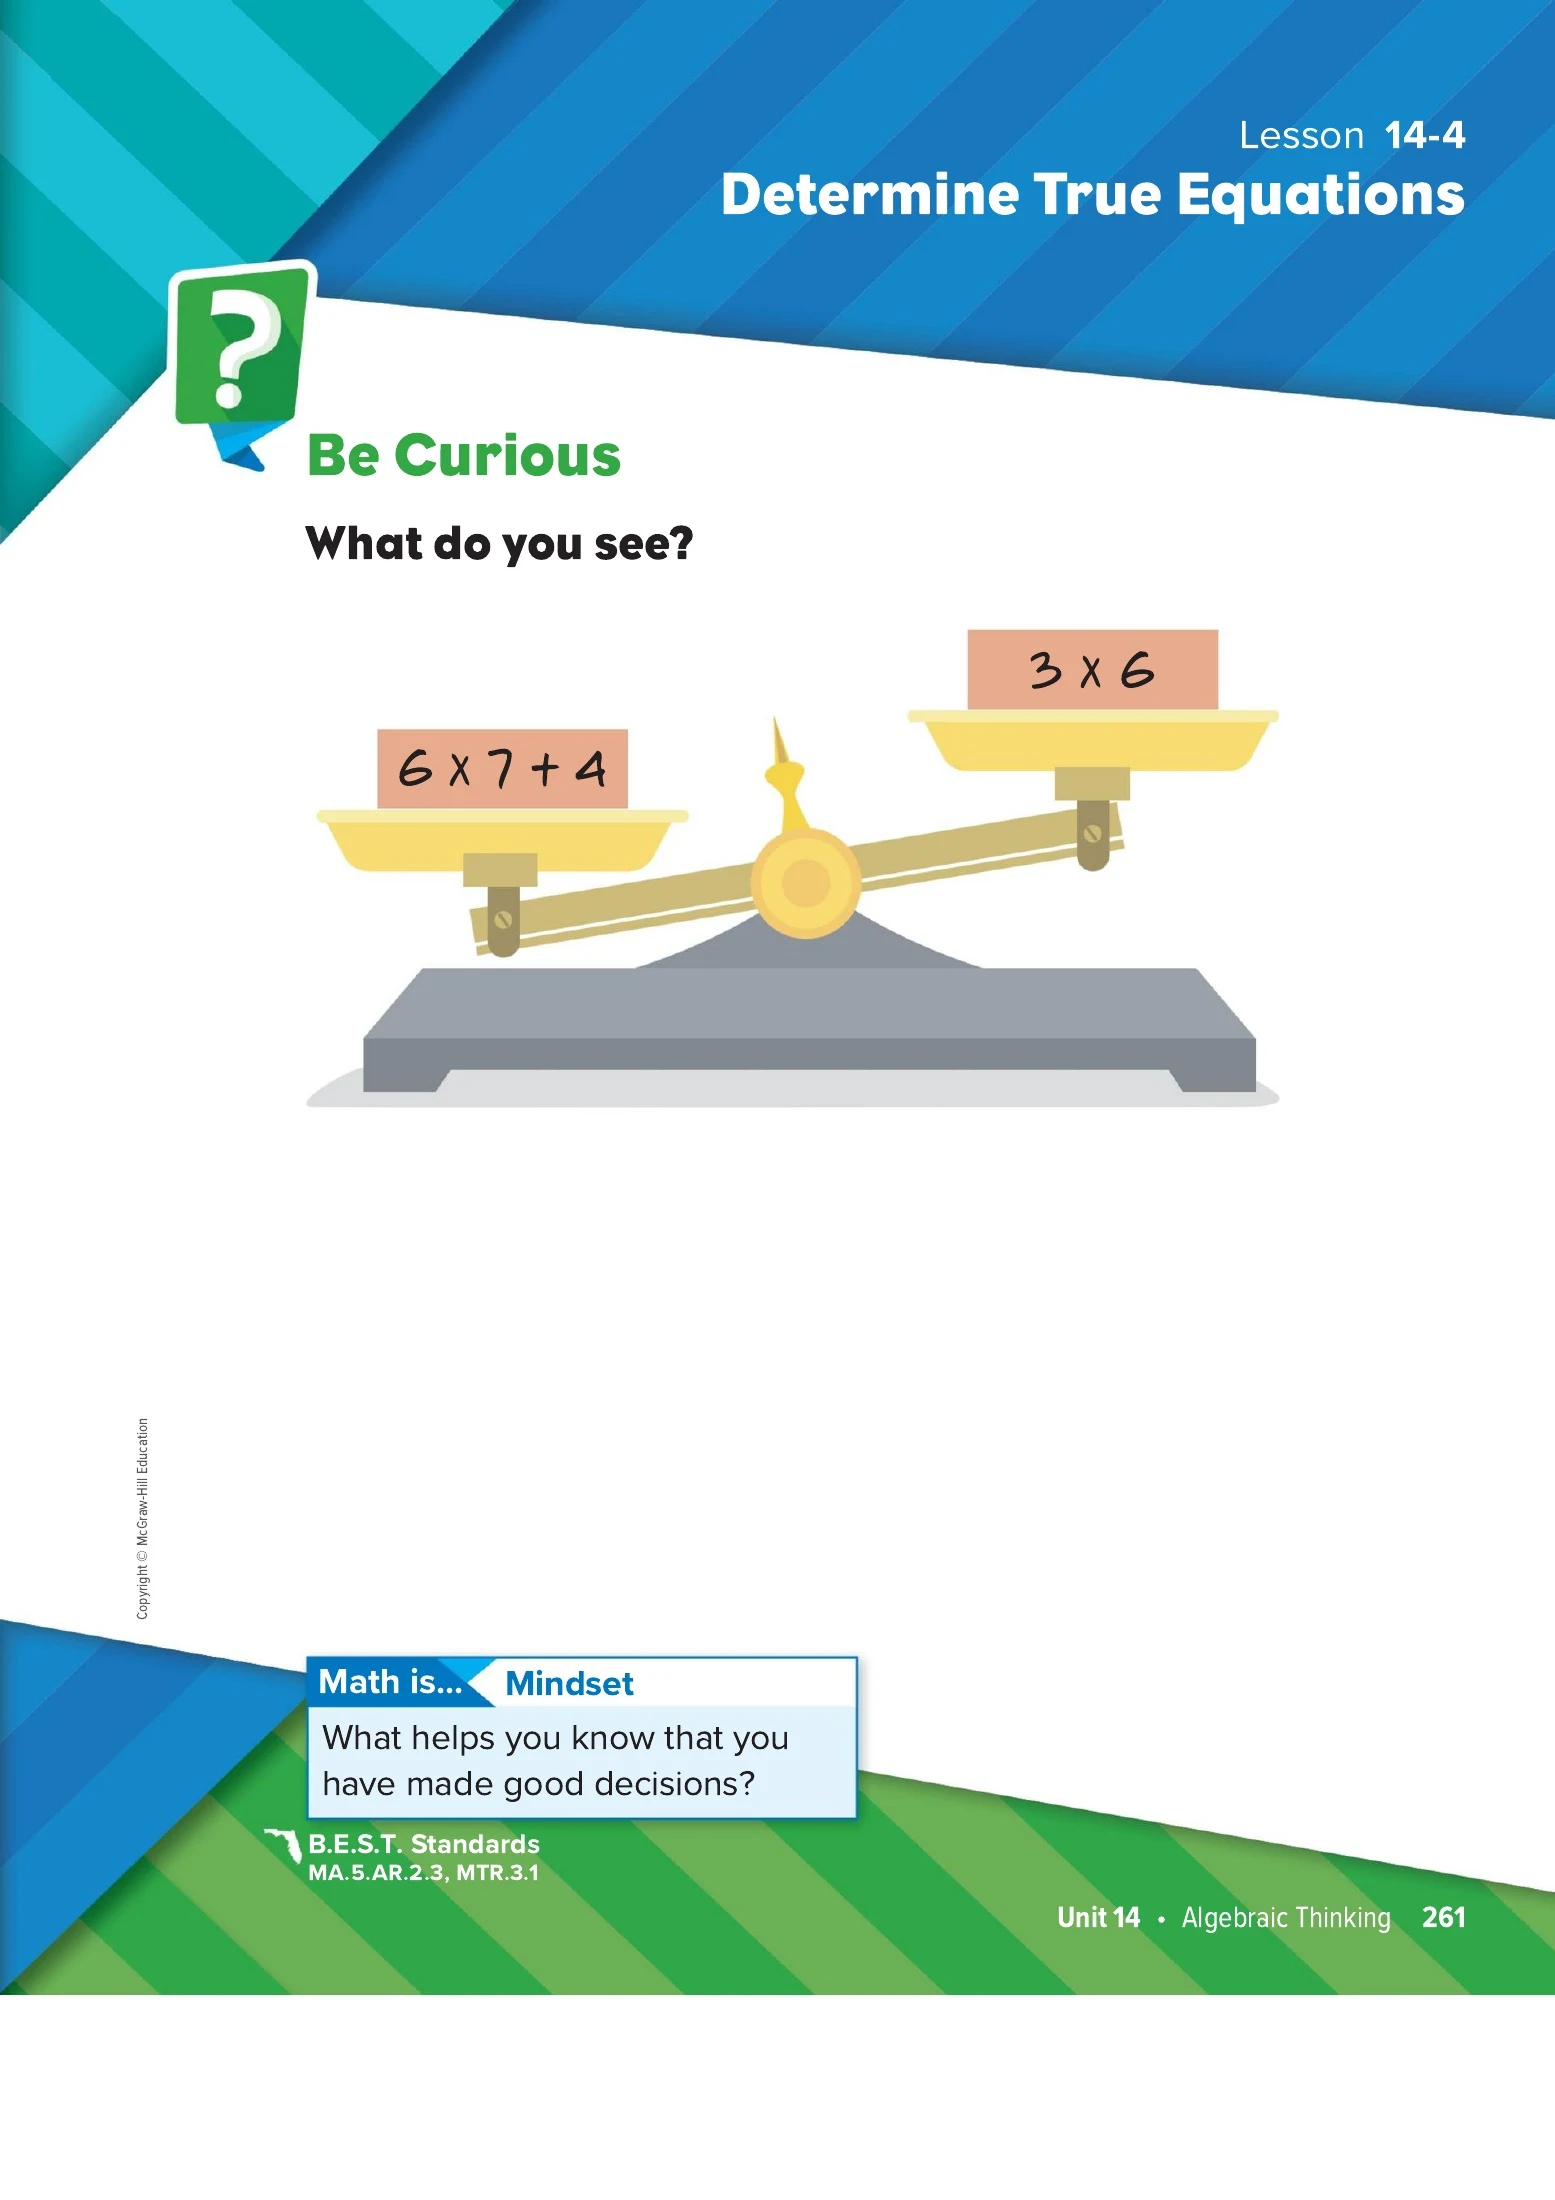 Lesson 14-4
Determine True Equations
?
Be Curious
What do you see?
3 x 6
6 x 7 + 4
Copyright © McGraw-Hill Education
Math is... Mindset
What helps you know that you
have made good decisions?
B.E.S.T. Standards
MA.5.AR.2.3, MTR.3.1
Unit 14 • Algebraic Thinking 261